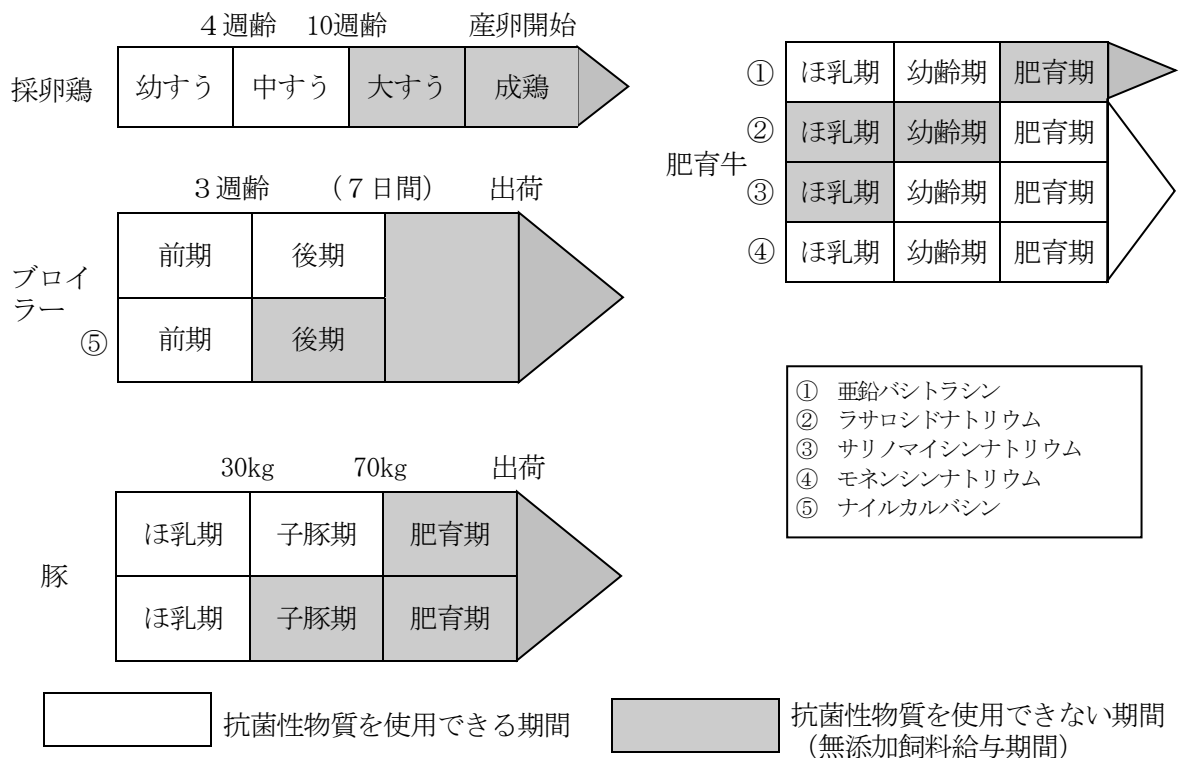 ４週齢 10週齢 産卵開始
採卵鶏 幼すう 中すう 大すう 成鶏
３週齢 (７日間) 出荷
ブロイ
ラー
前期 後期
⑤ 前期 後期
30kg 70kg 出荷
豚
ほ乳期 子豚期 肥育期
ほ乳期 子豚期 肥育期
肥育牛
① ほ乳期 幼齢期 肥育期
② ほ乳期 幼齢期 肥育期
③ ほ乳期 幼齢期 肥育期
④ ほ乳期 幼齢期 肥育期
① 亜鉛バシトラシン
② ラサロシドナトリウム
③ サリノマイシンナトリウム
④ モネンシンナトリウム
⑤ ナイルカルバシン
抗菌性物質を使用できる期間
抗菌性物質を使用できない期間
（無添加飼料給与期間）